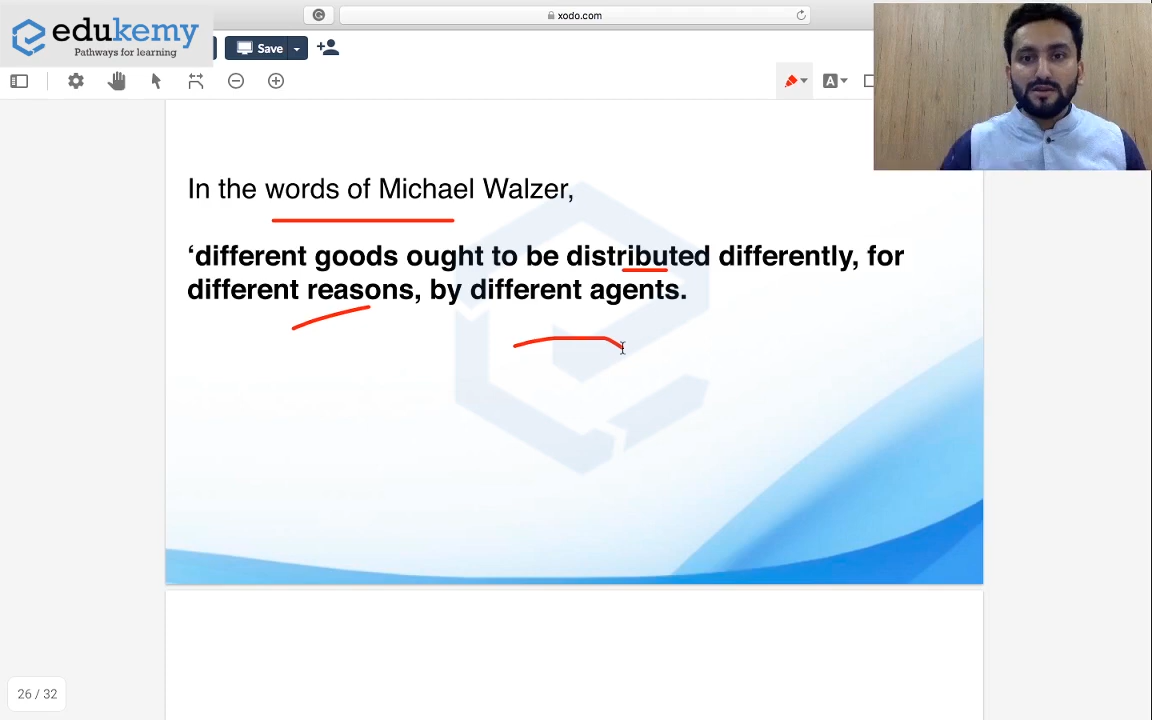 xodo.com
edukemy
Pathways for learning
Save
A
In the words of Michael Walzer,
‘different goods ought to be distributed differently, for
different reasons, by different agents.
26 / 32